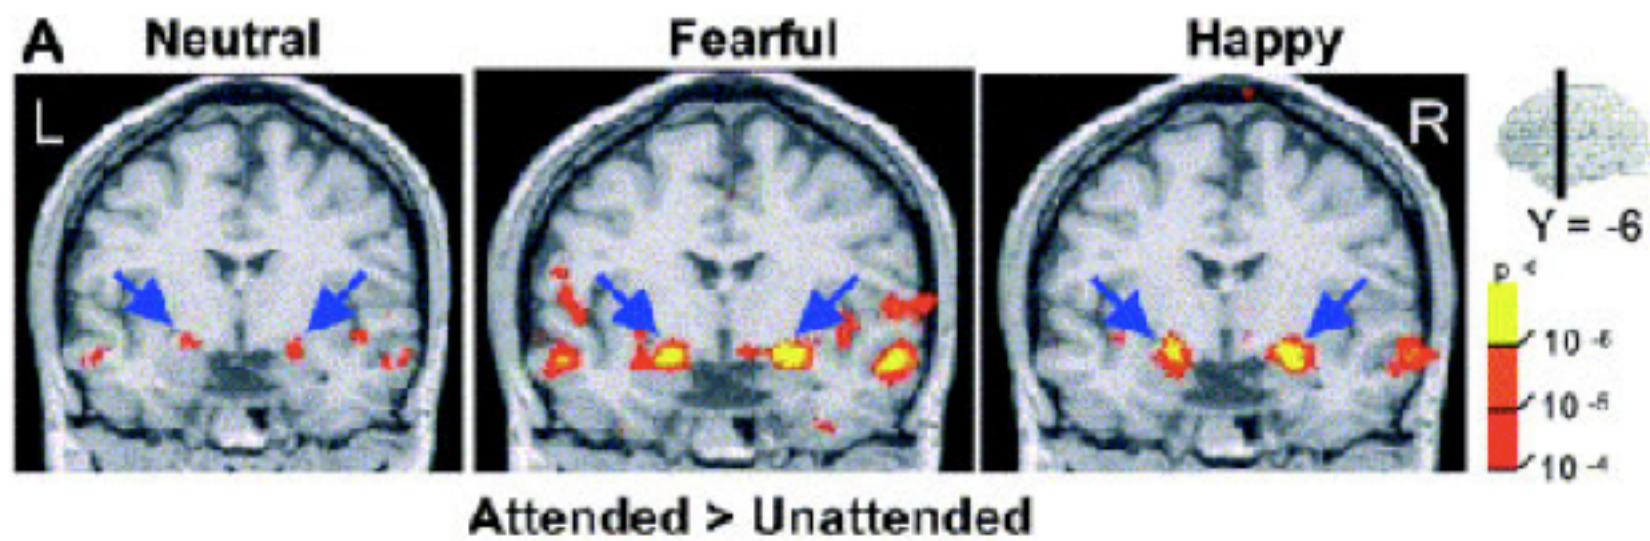 A Neutral Fearful Happy
L R
Y = -6
p <
10 -6
10 -5
10 -4
Attended > Unattended